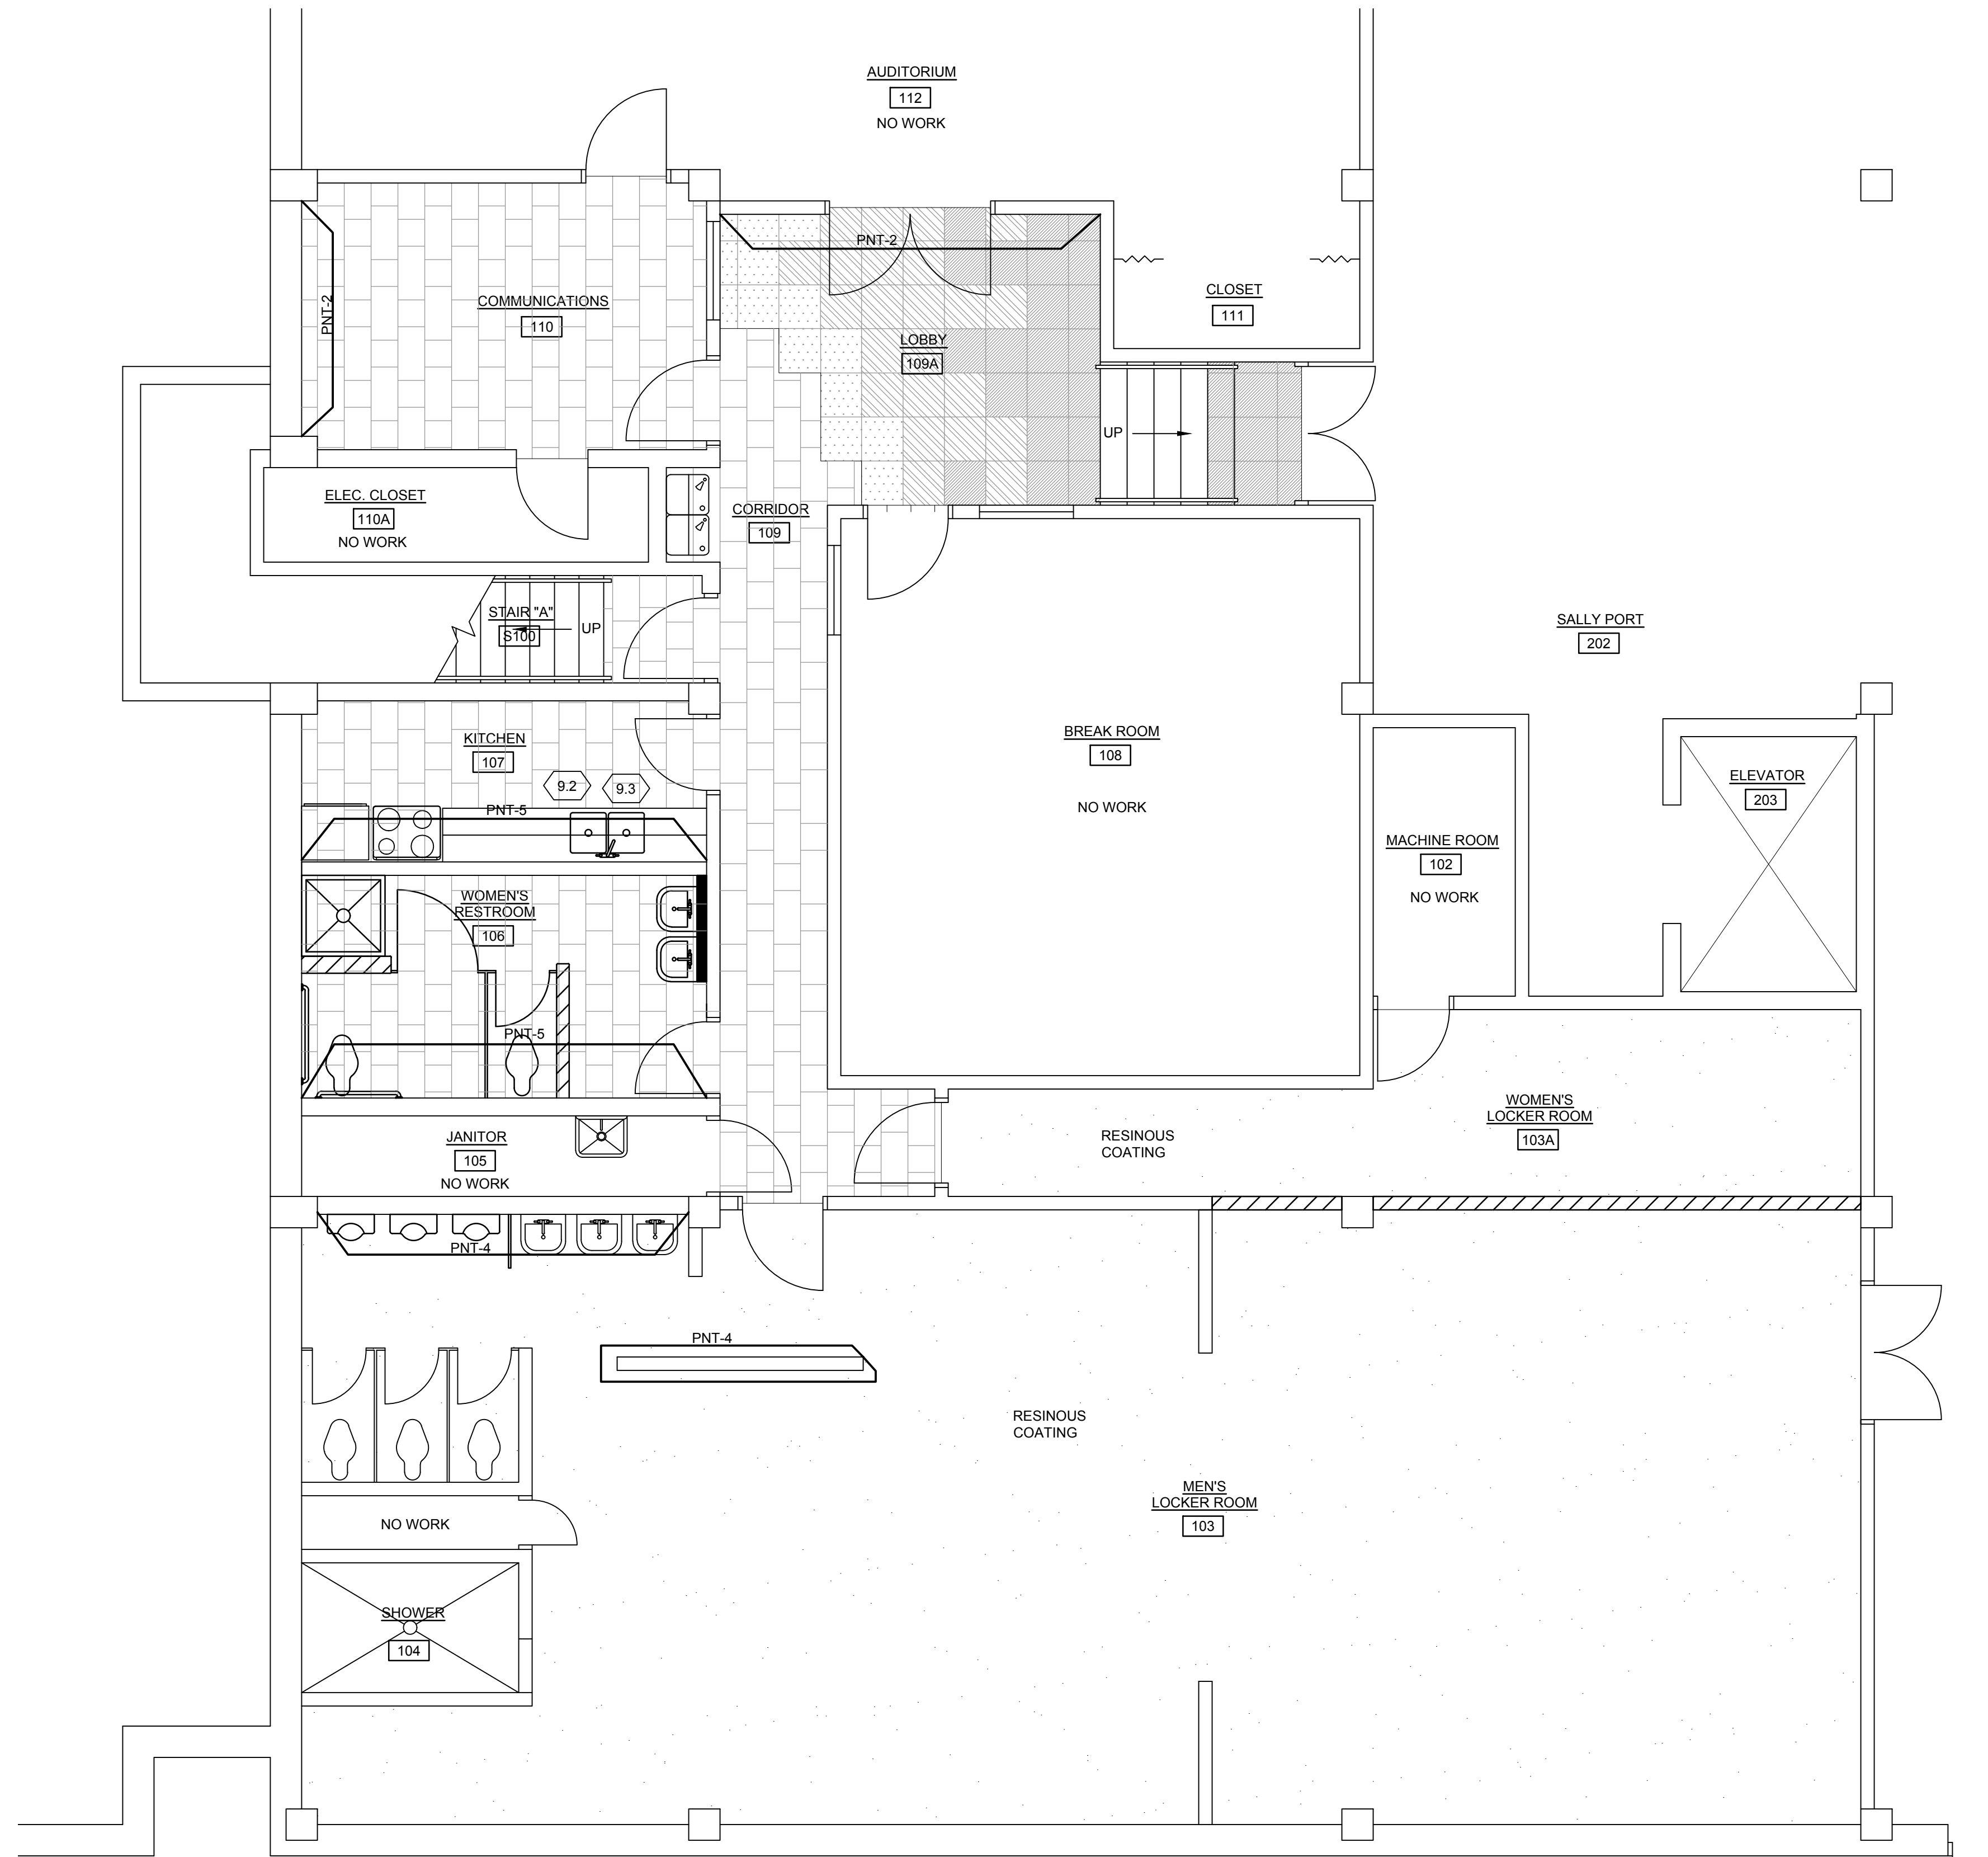 AUDITORIUM
112
NO WORK
PNT-2
PNT-2
COMMUNICATIONS
110
CLOSET
111
LOBBY
109A
UP
ELEC. CLOSET
110A
NO WORK
CORRIDOR
109
STAIR "A"
S100
UP
SALLY PORT
202
KITCHEN
107
9.2
9.3
PNT-5
BREAK ROOM
108
NO WORK
ELEVATOR
203
MACHINE ROOM
102
NO WORK
WOMEN'S
RESTROOM
106
PNT-5
WOMEN'S
LOCKER ROOM
103A
RESINOUS
COATING
JANITOR
105
NO WORK
PNT-4
PNT-4
RESINOUS
COATING
MEN'S
LOCKER ROOM
103
NO WORK
SHOWER
104